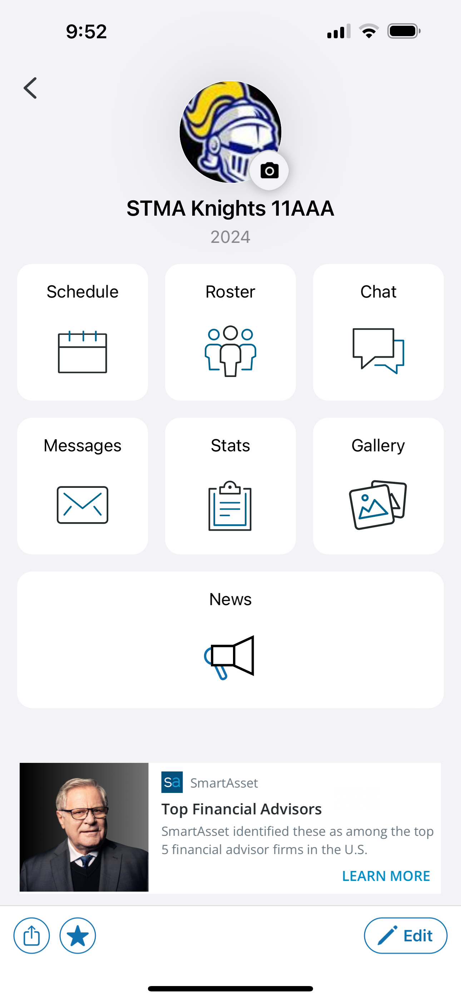 9:52
STMA Knights 11AAA
2024
Schedule
Roster
Chat
Messages
Stats
Gallery
News
sa SmartAsset
Top Financial Advisors
SmartAsset identified these as among the top
5 financial advisor firms in the U.S.
LEARN MORE
Edit